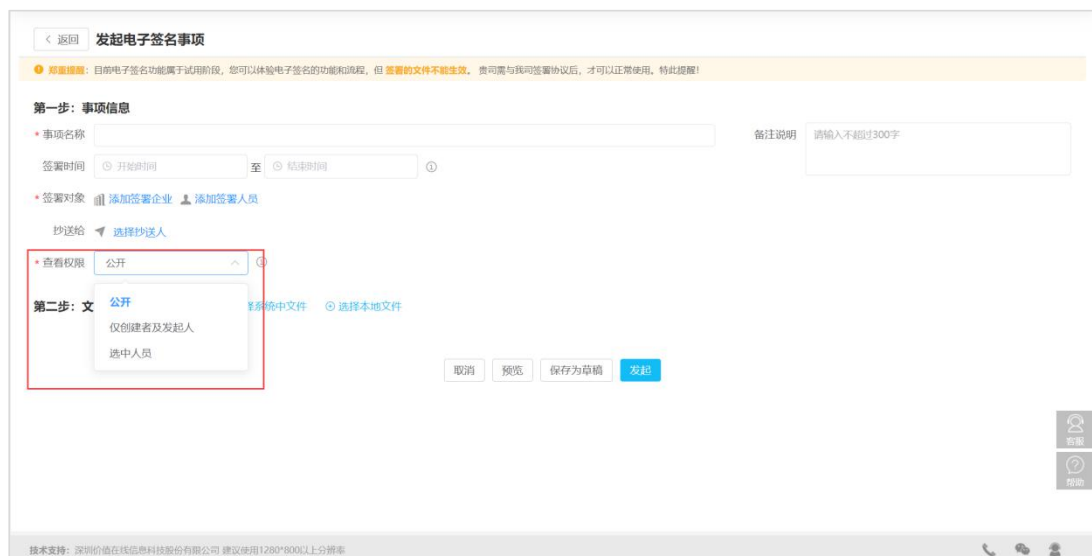 返回 发起电子签名事项
郑重提醒：目前电子签名功能属于试用阶段，您可以体验电子签名的功能和流程，但 签署的文件不能生效。 贵司需与我司签署协议后，才可以正常使用。特此提醒！
第一步：事项信息
* 事项名称
备注说明 请输入不超过300字
签署时间 开始时间 至 结束时间
* 签署对象 添加签署企业 添加签署人员
抄送给 选择抄送人
* 查看权限 公开
公开
仅创建者及发起人
选中人员
第二步：文 系统中文件 选择本地文件
取消 预览 保存为草稿 发起
客服
帮助
技术支持：深圳价值在线信息科技股份有限公司 建议使用1280*800以上分辨率